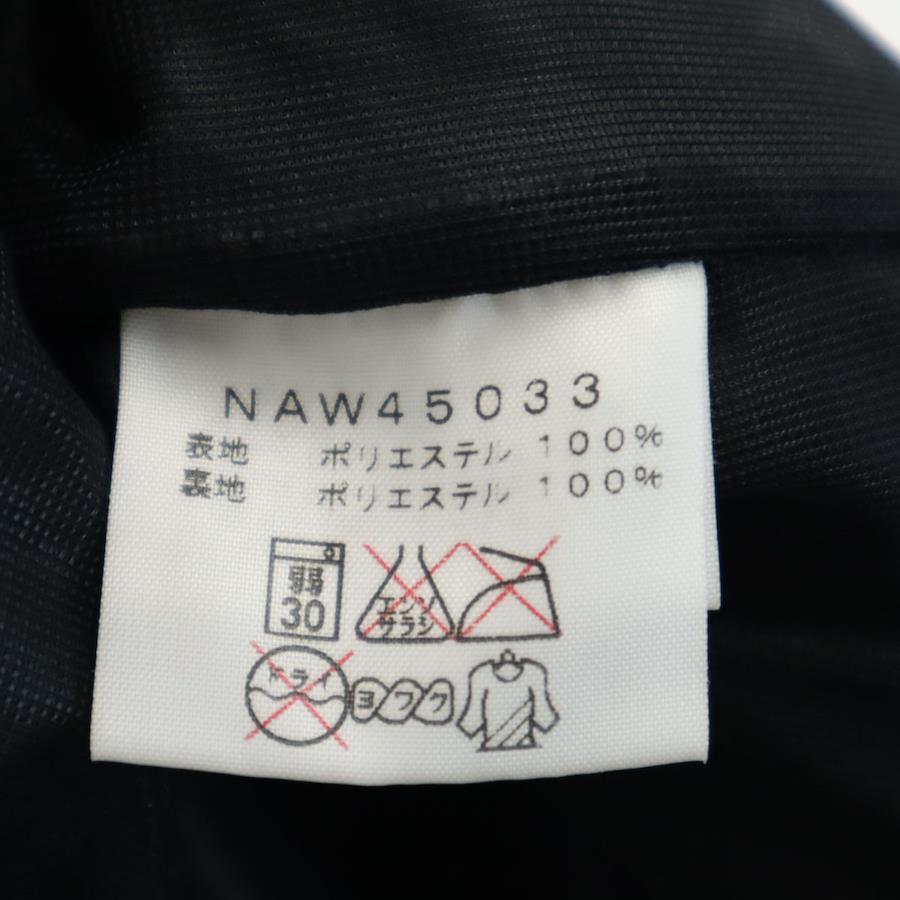 NAW45033
表地 ポリエステル 100%
裏地 ポリエステル 100%
弱
30
エンソ
サラシ
ドライ
ヨワク